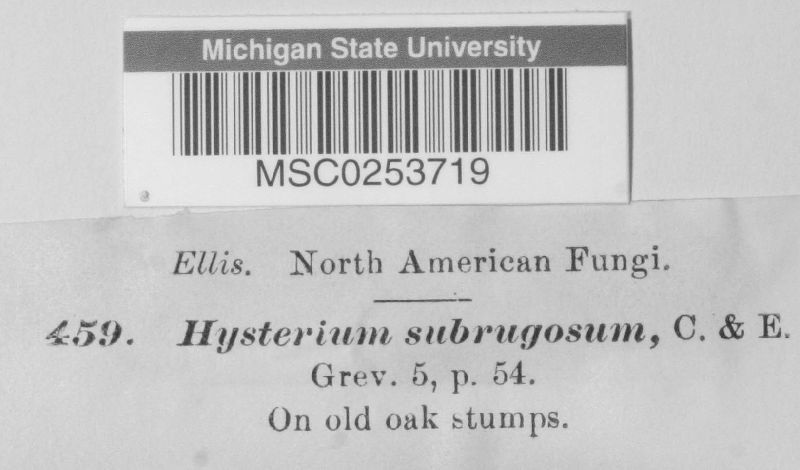 Michigan State University
MSC0253719
Ellis. North American Fungi.
459. Hysterium subrugosum, C. & E.
Grev. 5, p. 54.
On old oak stumps.